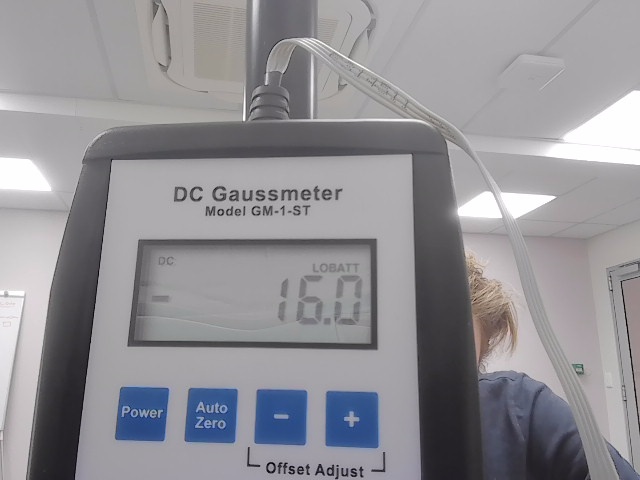 DC Gaussmeter
Model GM-1-ST
DC
LOBATT
- 16.0
Power
Auto
Zero
-
+
Offset Adjust